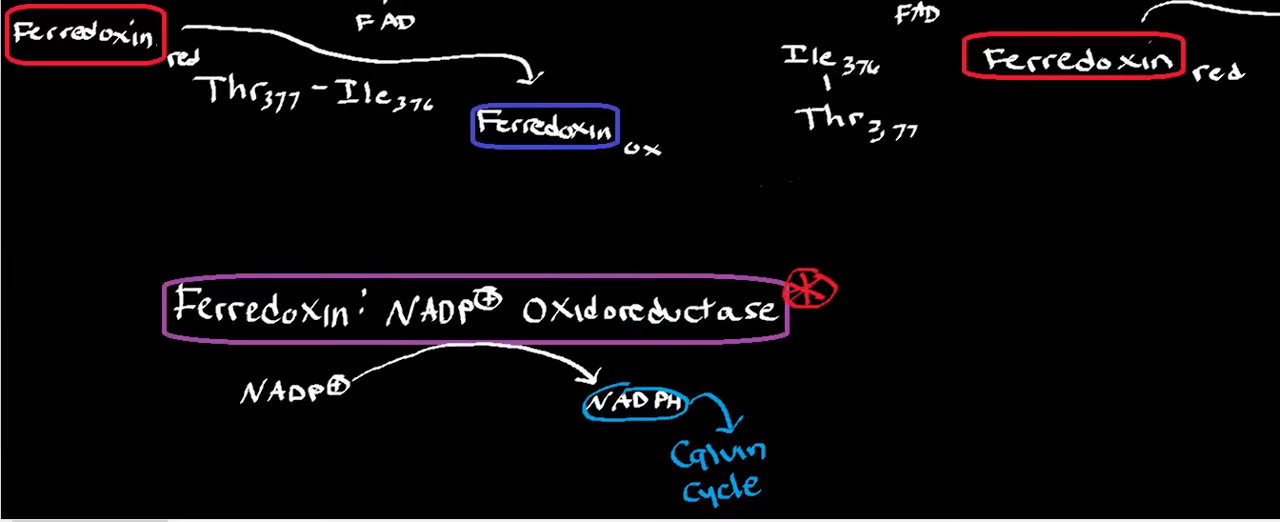 FAD
FAD
Ferredoxin red
Ferredoxin red
Thr377 - Ile376
Ile376
Thr377
Ferredoxin ox
Ferredoxin: NADP⊕ Oxidoreductase *
NADP⊕
NADPH
Calvin
Cycle